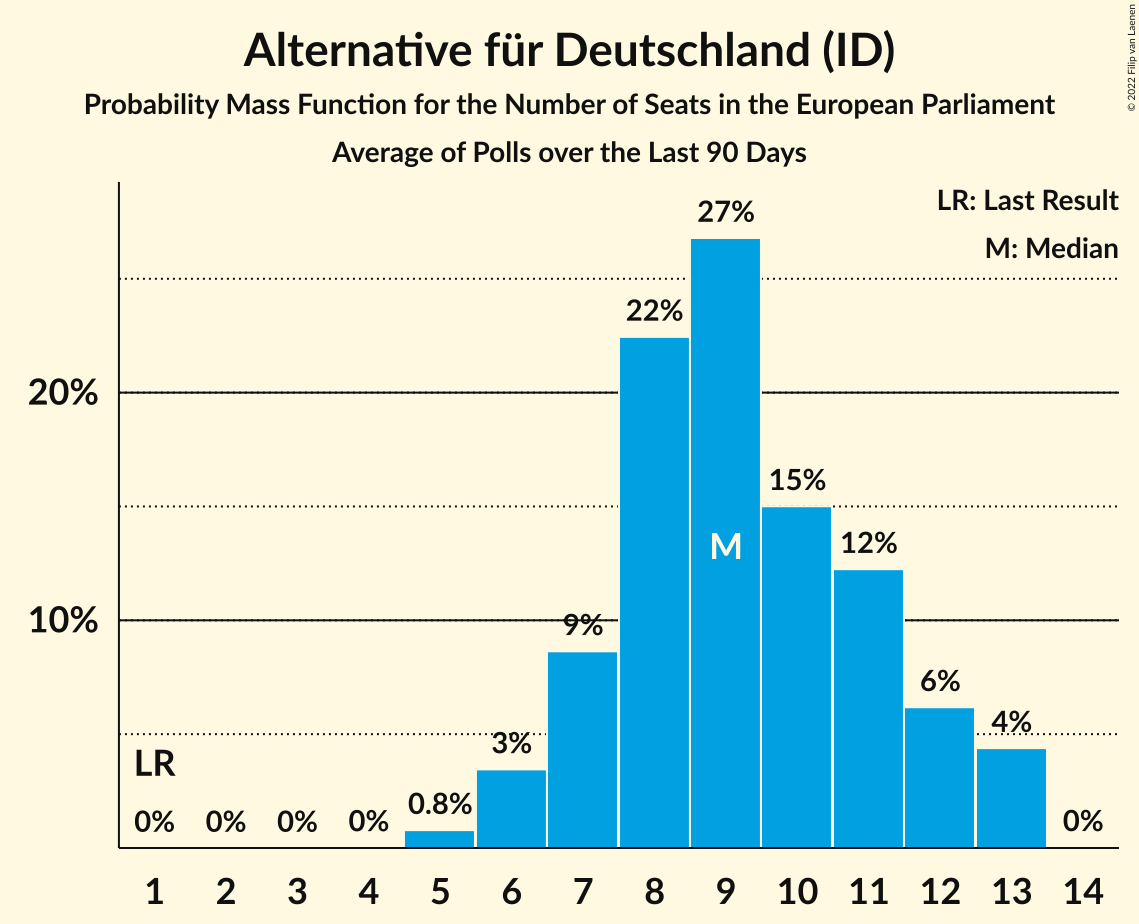 Alternative für Deutschland (ID)
Probability Mass Function for the Number of Seats in the European Parliament
Average of Polls over the Last 90 Days
© 2022 Filip van Laenen
LR: Last Result
M: Median
27%
22%
20%
15%
M
12%
10%
9%
6%
4%
3%
LR
0.8%
0% 0% 0% 0% 0%
1 2 3 4 5 6 7 8 9 10 11 12 13 14